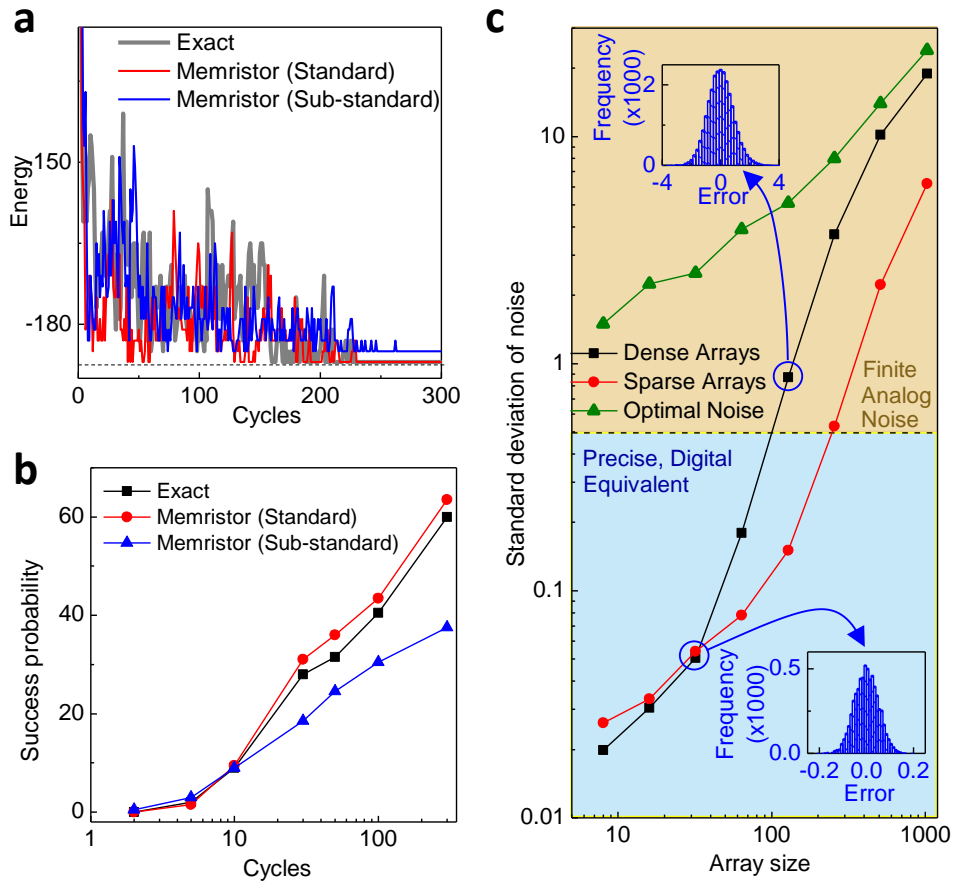 a
Exact
Memristor (Standard)
Memristor (Sub-standard)
Energy
-150
-180
0
100
200
300
Cycles
b
Exact
Memristor (Standard)
Memristor (Sub-standard)
Success probability
60
40
20
0
1
10
100
Cycles
c
Standard deviation of noise
10
1
0.1
0.01
10
100
1000
Array size
Frequency
(x1000)
2
0
-4
0
4
Error
Dense Arrays
Sparse Arrays
Optimal Noise
Finite
Analog
Noise
Precise, Digital
Equivalent
Frequency
(x1000)
0.5
0.0
-0.2
0.0
0.2
Error